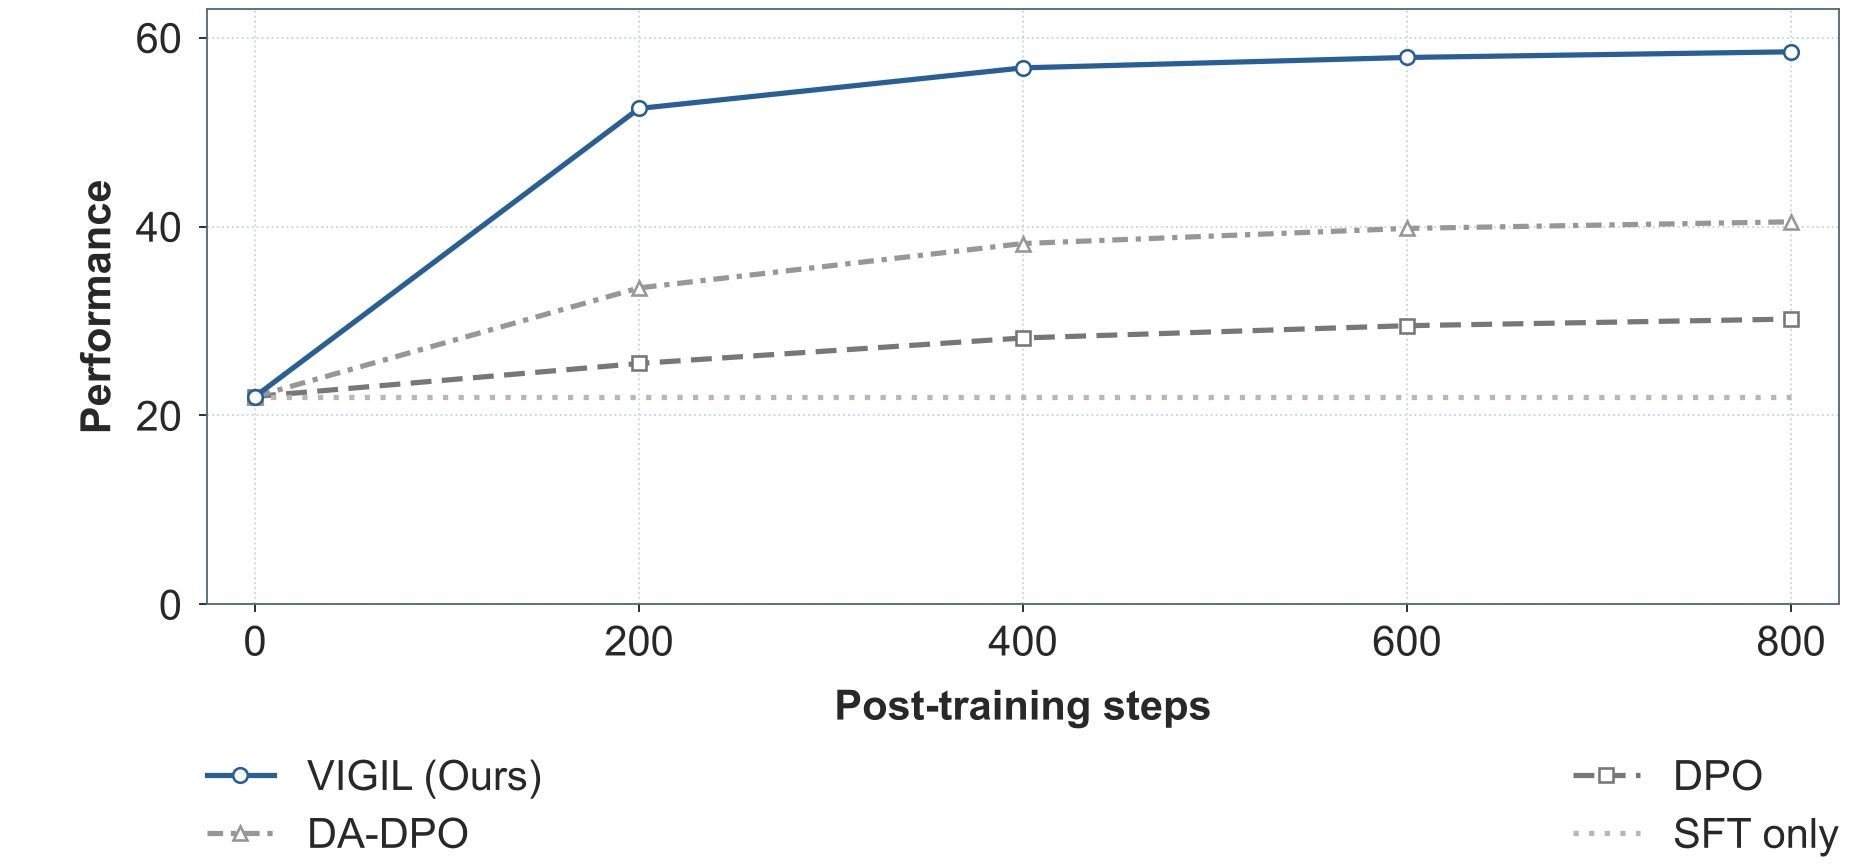 60
40
20
0
Performance
0 200 400 600 800
Post-training steps
VIGIL (Ours)
DA-DPO
DPO
SFT only